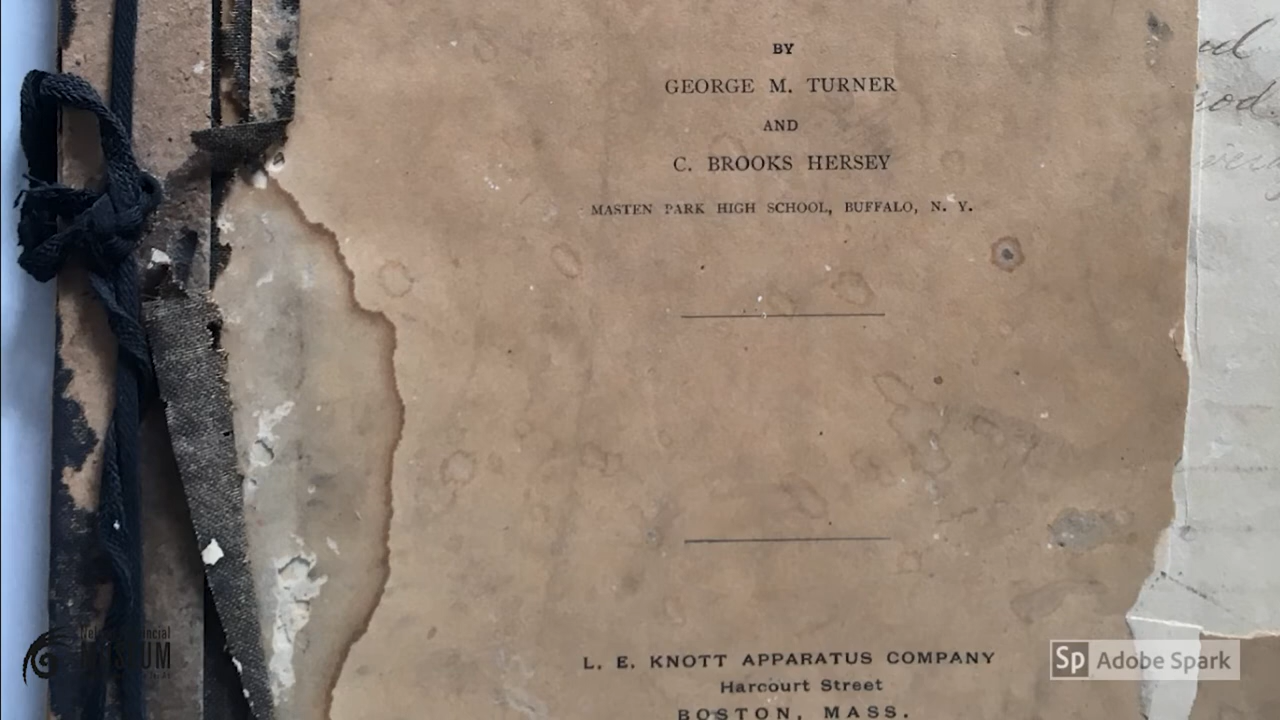 BY
GEORGE M. TURNER
AND
C. BROOKS HERSEY
MASTEN PARK HIGH SCHOOL, BUFFALO, N. Y.
L. E. KNOTT APPARATUS COMPANY
Harcourt Street
BOSTON, MASS.
Sp Adobe Spark